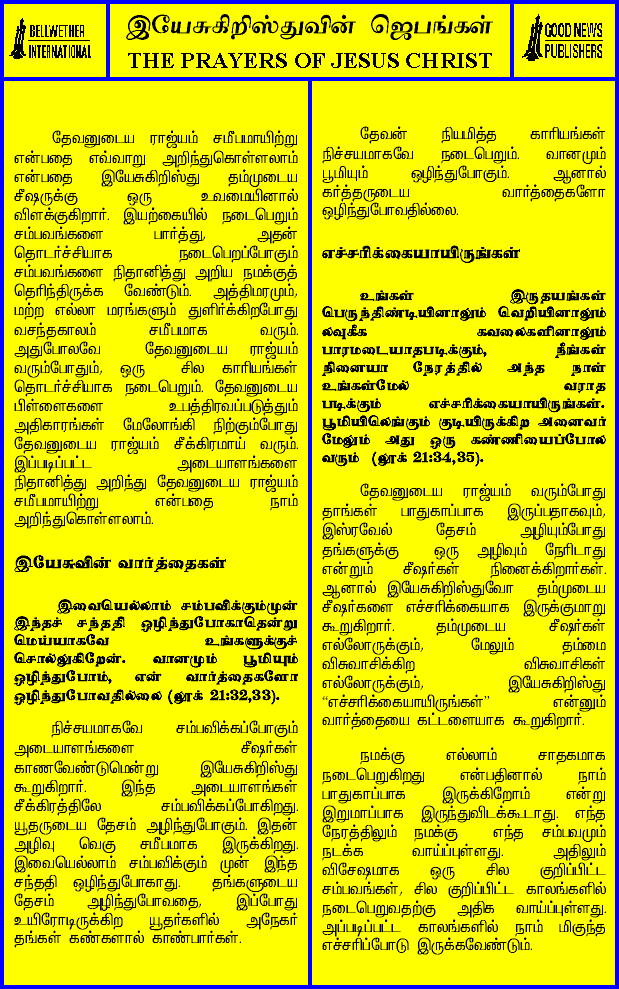 BELLWETHER
INTERNATIONAL
இயேசுகிறிஸ்துவின் ஜெபங்கள்
THE PRAYERS OF JESUS CHRIST
GOOD NEWS
PUBLISHERS
தேவனுடைய ராஜ்யம் சமீபமாயிற்று
என்பதை எவ்வாறு அறிந்துகொள்ளலாம்
என்பதை இயேசுகிறிஸ்து தம்முடைய
சீஷருக்கு ஒரு உவமையினால்
விளக்குகிறார். இயற்கையில் நடைபெறும்
சம்பவங்களை பார்த்து, அதன்
தொடர்ச்சியாக நடைபெறப்போகும்
சம்பவங்களை நிதானித்து அறிய நமக்குத்
தெரிந்திருக்க வேண்டும். அத்திமரமும்,
மற்ற எல்லா மரங்களும் துளிர்க்கிறபோது
வசந்தகாலம் சமீபமாக வரும்.
அதுபோலவே தேவனுடைய ராஜ்யம்
வரும்போதும், ஒரு சில காரியங்கள்
தொடர்ச்சியாக நடைபெறும். தேவனுடைய
பிள்ளைகளை உபத்திரவப்படுத்தும்
அதிகாரங்கள் மேலோங்கி நிற்கும்போது
தேவனுடைய ராஜ்யம் சீக்கிரமாய் வரும்.
இப்படிப்பட்ட அடையாளங்களை
நிதானித்து அறிந்து தேவனுடைய ராஜ்யம்
சமீபமாயிற்று என்பதை நாம்
அறிந்துகொள்ளலாம்.
இயேசுவின் வார்த்தைகள்
இவையெல்லாம் சம்பவிக்குமுன்
இந்தச் சந்ததி ஒழிந்துபோகாதென்று
மெய்யாகவே உங்களுக்குச்
சொல்லுகிறேன். வானமும் பூமியும்
ஒழிந்துபோம், என் வார்த்தைகளோ
ஒழிந்துபோவதில்லை (லூக் 21:32,33).
நிச்சயமாகவே சம்பவிக்கப்போகும்
அடையாளங்களை சீஷர்கள்
காணவேண்டுமென்று இயேசுகிறிஸ்து
கூறுகிறார். இந்த அடையாளங்கள்
சீக்கிரத்திலே சம்பவிக்கப்போகிறது.
யூதருடைய தேசம் அழிந்துபோகும். இதன்
அழிவு வெகு சமீபமாக இருக்கிறது.
இவையெல்லாம் சம்பவிக்கும் முன் இந்த
சந்ததி ஒழிந்துபோகாது. தங்களுடைய
தேசம் அழிந்துபோவதை, இப்போது
உயிரோடிருக்கிற யூதர்களில் அநேகர்
தங்கள் கண்களால் காண்பார்கள்.
தேவன் நியமித்த காரியங்கள்
நிச்சயமாகவே நடைபெறும். வானமும்
பூமியும் ஒழிந்துபோகும். ஆனால்
கர்த்தருடைய வார்த்தைகளோ
ஒழிந்துபோவதில்லை.
எச்சரிக்கையாயிருங்கள்
உங்கள் இருதயங்கள்
பெருந்திண்டியினாலும் வெறியினாலும்
லவுகீக கவலைகளினாலும்
பாரமடையாதபடிக்கும், நீங்கள்
நினையா நேரத்தில் அந்த நாள்
உங்கள்மேல் வராத
படிக்கும் எச்சரிக்கையாயிருங்கள்.
பூமியிலெங்கும் குடியிருக்கிற அனைவர்
மேலும் அது ஒரு கண்ணியைப்போல
வரும் (லூக் 21:34,35).
தேவனுடைய ராஜ்யம் வரும்போது
தாங்கள் பாதுகாப்பாக இருப்பதாகவும்,
இஸ்ரவேல் தேசம் அழியும்போது
தங்களுக்கு ஒரு அழிவும் நேரிடாது
என்றும் சீஷர்கள் நினைக்கிறார்கள்.
ஆனால் இயேசுகிறிஸ்துவோ தம்முடைய
சீஷர்களை எச்சரிக்கையாக இருக்குமாறு
கூறுகிறார். தம்முடைய சீஷர்கள்
எல்லோருக்கும், மேலும் தம்மை
விசுவாசிக்கிற விசுவாசிகள்
எல்லோருக்கும், இயேசுகிறிஸ்து
“எச்சரிக்கையாயிருங்கள்” என்னும்
வார்த்தையை கட்டளையாக கூறுகிறார்.
நமக்கு எல்லாம் சாதகமாக
நடைபெறுகிறது என்பதினால் நாம்
பாதுகாப்பாக இருக்கிறோம் என்று
இறுமாப்பாக இருந்துவிடக்கூடாது. எந்த
நேரத்திலும் நமக்கு எந்த சம்பவமும்
நடக்க வாய்ப்புள்ளது. அதிலும்
விசேஷமாக ஒரு சில குறிப்பிட்ட
சம்பவங்கள், சில குறிப்பிட்ட காலங்களில்
நடைபெறுவதற்கு அதிக வாய்ப்புள்ளது.
அப்படிப்பட்ட காலங்களில் நாம் மிகுந்த
எச்சரிப்போடு இருக்கவேண்டும்.